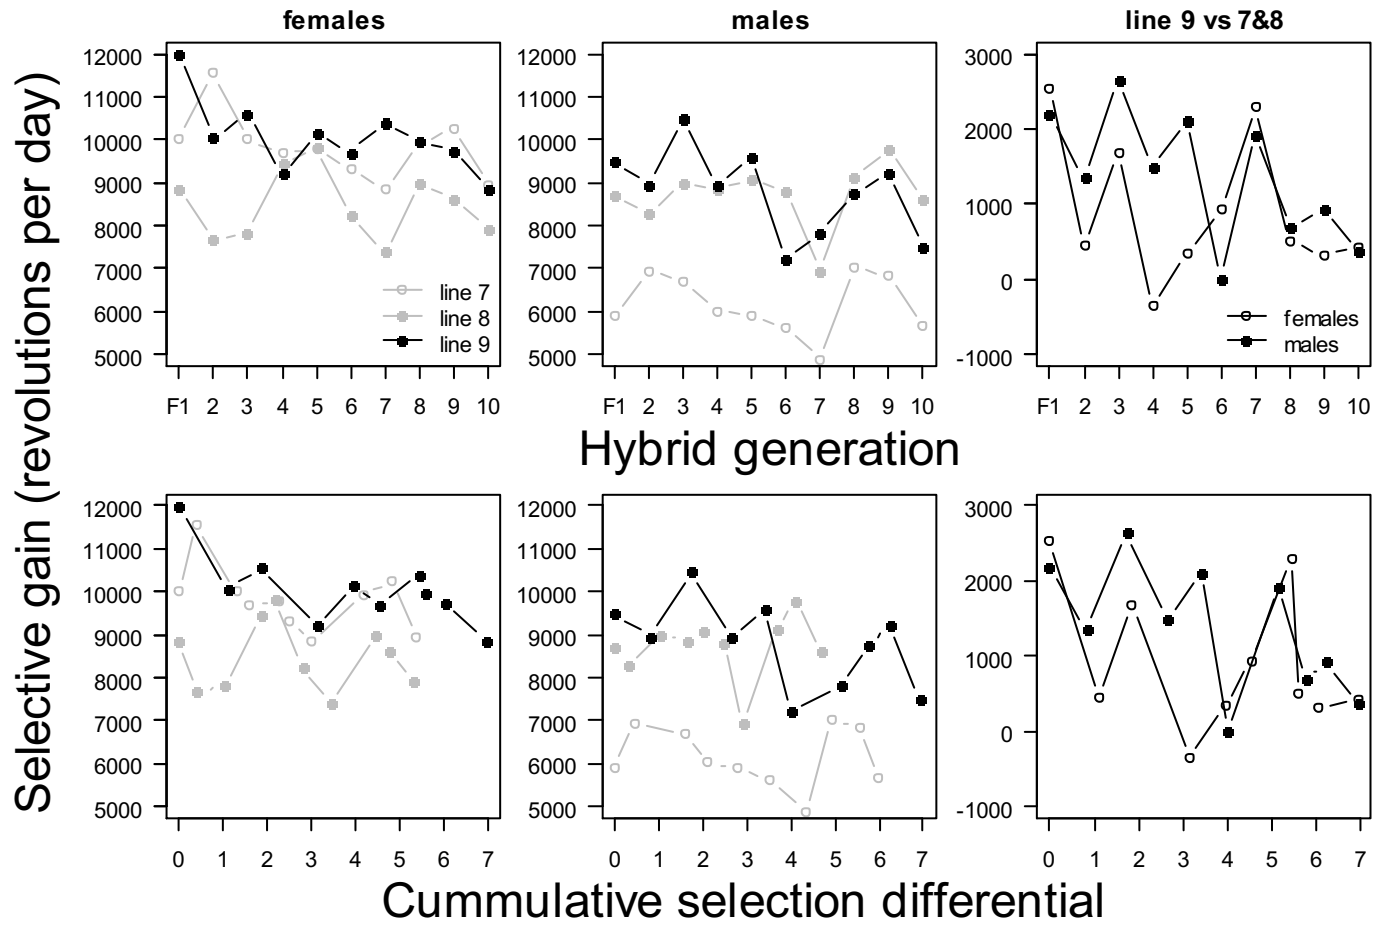 females
males
line 9 vs 7&8
Selective gain (revolutions per day)
12000
11000
10000
9000
8000
7000
6000
5000
line 7
line 8
line 9
F1 2 3 4 5 6 7 8 9 10
12000
11000
10000
9000
8000
7000
6000
5000
F1 2 3 4 5 6 7 8 9 10
3000
2000
1000
0
-1000
females
males
F1 2 3 4 5 6 7 8 9 10
Hybrid generation
12000
11000
10000
9000
8000
7000
6000
5000
0 1 2 3 4 5 6 7
12000
11000
10000
9000
8000
7000
6000
5000
0 1 2 3 4 5 6 7
3000
2000
1000
0
-1000
0 1 2 3 4 5 6 7
Cummulative selection differential